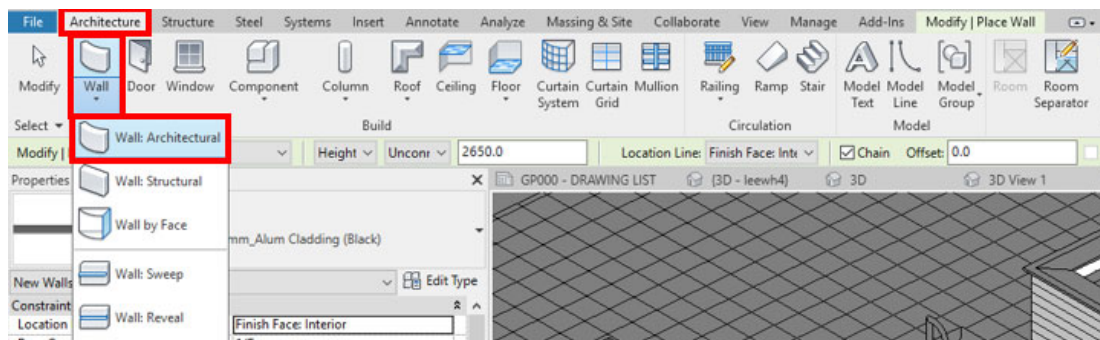 File Architecture Structure Steel Systems Insert Annotate Analyze Massing & Site Collaborate View Manage Add-Ins Modify | Place Wall
Modify Wall Door Window Component Column Roof Ceiling Floor Curtain System Curtain Grid Mullion Railing Ramp Stair Model Text Model Line Model Group Room Room Separator
Select Build Circulation Model
Wall: Architectural
Modify | Height Unconr 2650.0 Location Line: Finish Face: Inte Chain Offset: 0.0
Properties GP000 - DRAWING LIST (3D - leewh4) 3D 3D View 1
Wall: Structural
Wall by Face
mm_Alum Cladding (Black)
Wall: Sweep
New Walls Edit Type
Constraint
Wall: Reveal
Location Finish Face: Interior